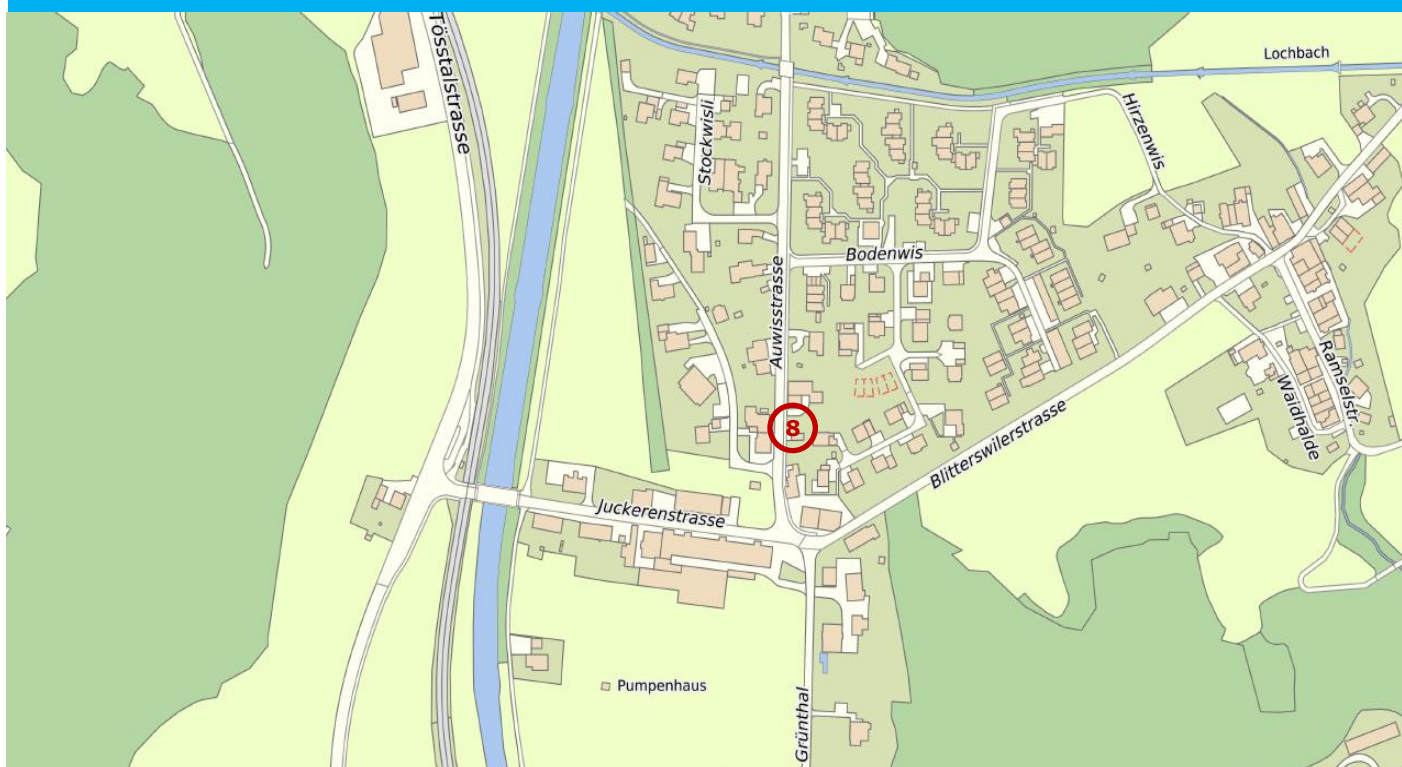 Tösstalstrasse
Lochbach
Hirzenwis
Stockwisli
Bodenwis
Auwisstrasse
Ramselstr.
Waidhalde
8
Blitterswilerstrasse
Juckerenstrasse
Pumpenhaus
Grünthal